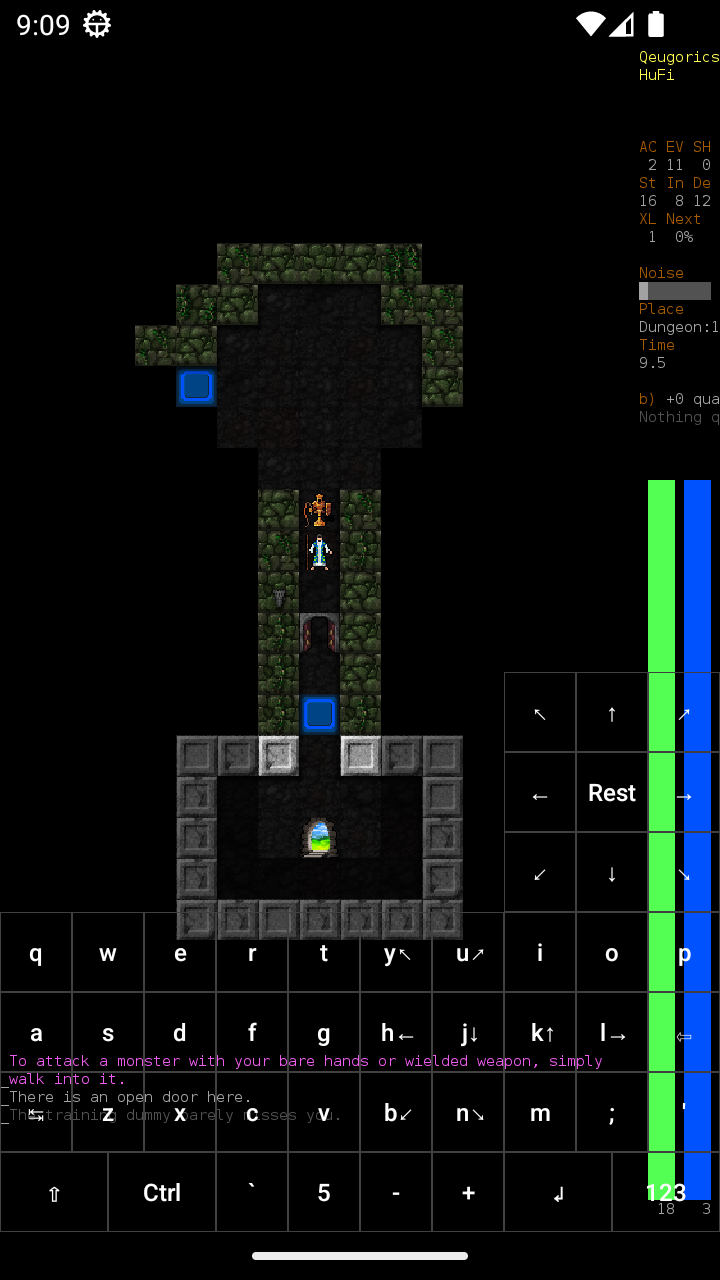 9:09
Qeugorics
HuFi
AC EV SH
2 11 0
St In De
16 8 12
XL Next
1 0%
Noise
Place
Dungeon:1
Time
9.5
b) +0 qua
Nothing q
↖ ↑ ↗
← Rest →
↙ ↓ ↘
q w e r t y↖ u↗ i o p
a s d f g h← j↓ k↑ l→ ⇦
To attack a monster with your bare hands or wielded weapon, simply
walk into it.
There is an open door here.
The training dummy barely misses you.
↹ z x c v b↙ n↘ m ; '
⇧ Ctrl ` 5 - + ↲ 123
18 3